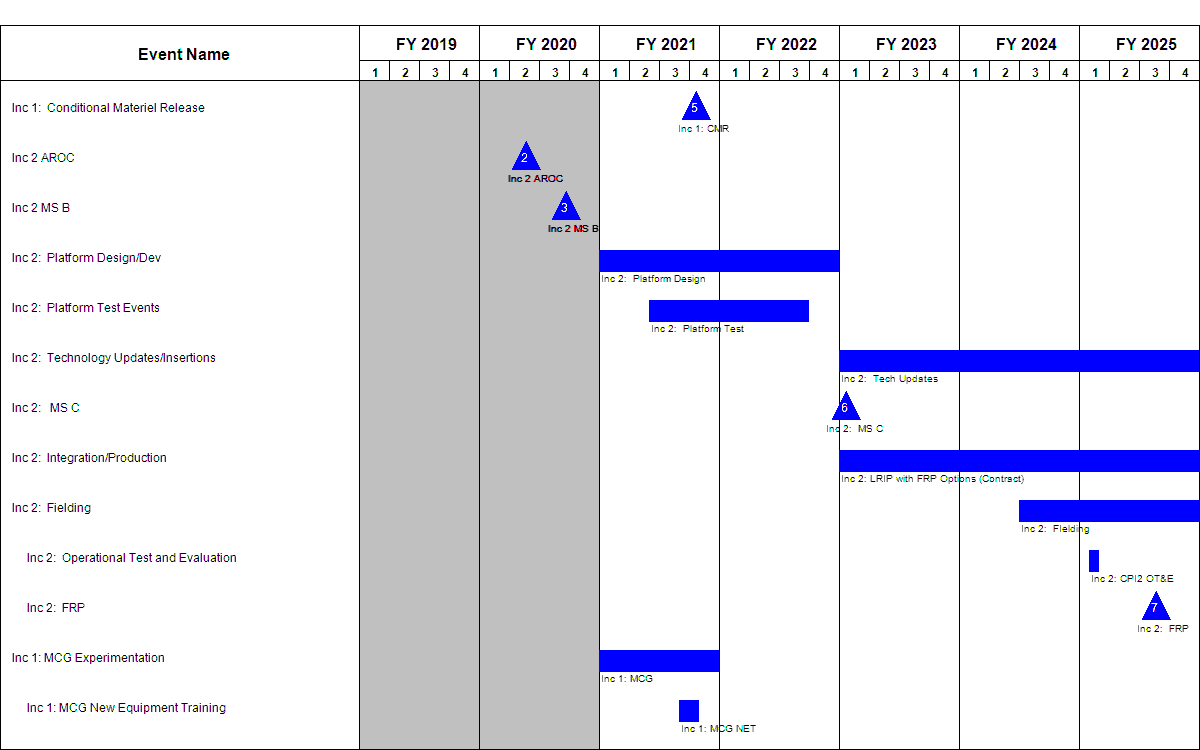 Event Name
FY 2019 FY 2020 FY 2021 FY 2022 FY 2023 FY 2024 FY 2025
1 2 3 4 1 2 3 4 1 2 3 4 1 2 3 4 1 2 3 4 1 2 3 4 1 2 3 4
Inc 1: Conditional Materiel Release
5
Inc 1: CMR
Inc 2 AROC
2
Inc 2 AROC
Inc 2 MS B
3
Inc 2 MS B
Inc 2: Platform Design/Dev
Inc 2: Platform Design
Inc 2: Platform Test Events
Inc 2: Platform Test
Inc 2: Technology Updates/Insertions
Inc 2: Tech Updates
Inc 2: MS C
6
Inc 2: MS C
Inc 2: Integration/Production
Inc 2: LRIP with FRP Options (Contract)
Inc 2: Fielding
Inc 2: Fielding
Inc 2: Operational Test and Evaluation
Inc 2: CPI2 OT&E
Inc 2: FRP
7
Inc 2: FRP
Inc 1: MCG Experimentation
Inc 1: MCG
Inc 1: MCG New Equipment Training
Inc 1: MCG NET